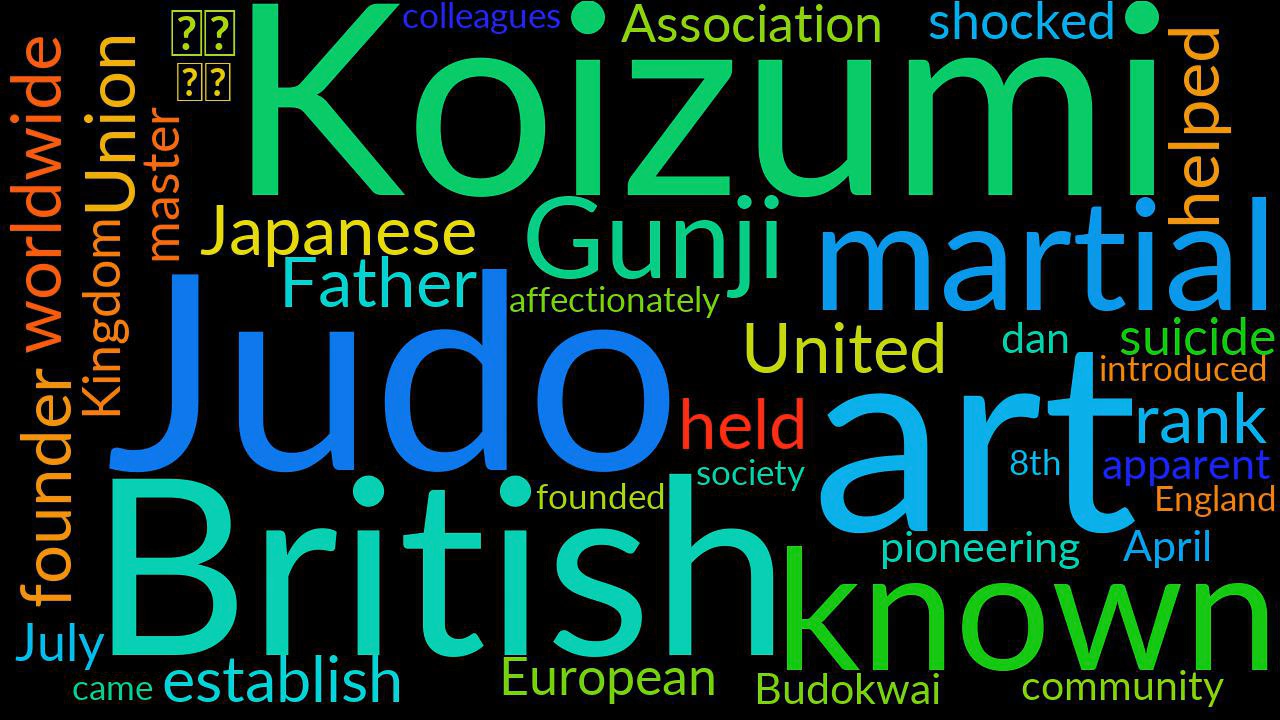 colleagues
Association
shocked
Koizumi
helped
worldwide
Union
master
Japanese
Gunji
martial
Father
affectionately
Kingdom
Judo
United
dan
suicide
introduced
art
rank
held
founder
society
8th
apparent
British
founded
England
pioneering
April
known
July
came
establish
European
Budokwai
community